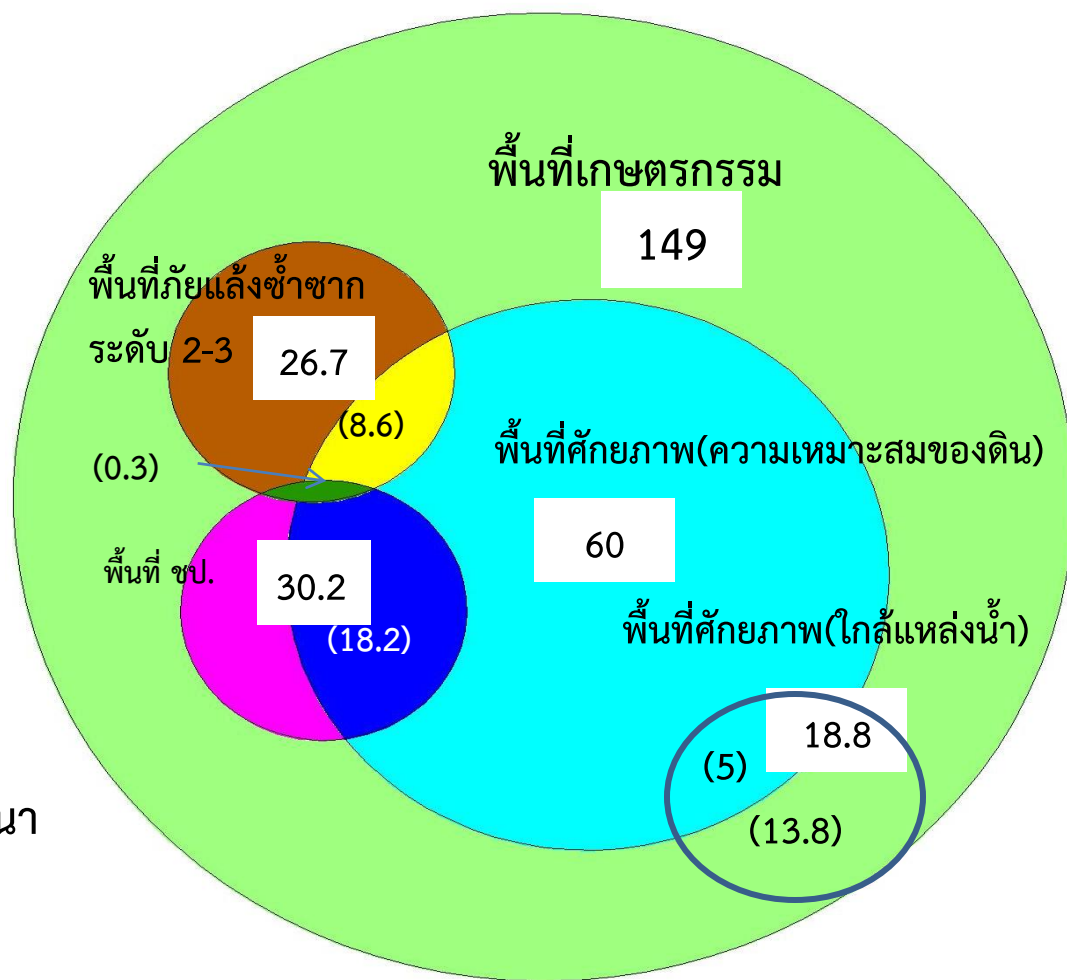 พื้นที่เกษตรกรรม
149
พื้นที่ภัยแล้งซ้ำซาก
ระดับ 2-3
26.7
(8.6)
(0.3)
พื้นที่ศักยภาพ(ความเหมาะสมของดิน)
60
พื้นที่ ชป.
30.2
(18.2)
พื้นที่ศักยภาพ(ใกล้แหล่งน้ำ)
18.8
(5)
(13.8)
นา